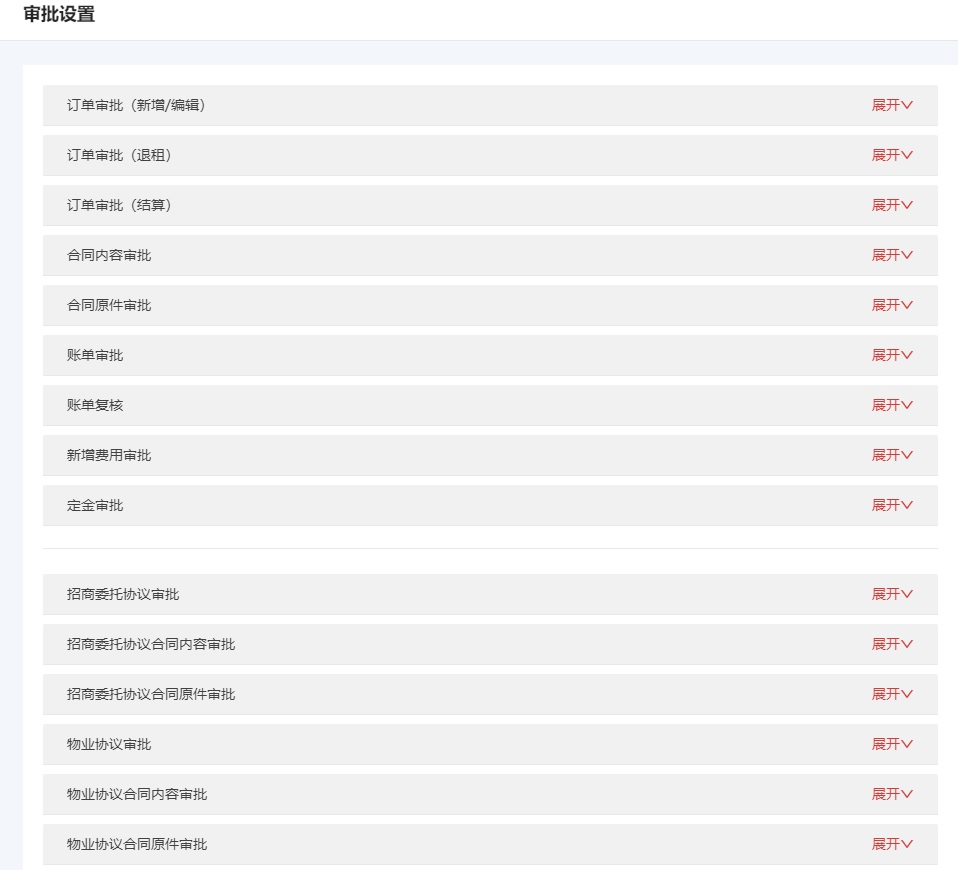 审批设置
订单审批（新增/编辑） 展开
订单审批（退租） 展开
订单审批（结算） 展开
合同内容审批 展开
合同原件审批 展开
账单审批 展开
账单复核 展开
新增费用审批 展开
定金审批 展开
招商委托协议审批 展开
招商委托协议合同内容审批 展开
招商委托协议合同原件审批 展开
物业协议审批 展开
物业协议合同内容审批 展开
物业协议合同原件审批 展开